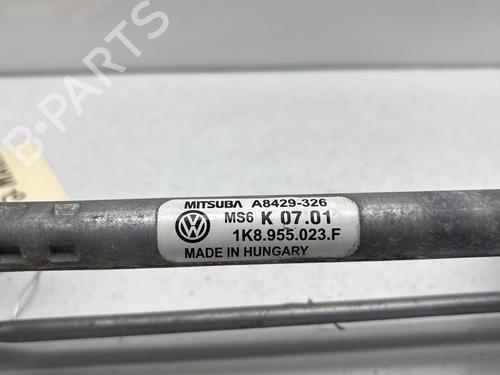 B-PARTS
MITSUBA A8429-326
MS6 K 07.01
1K8.955.023.F
MADE IN HUNGARY